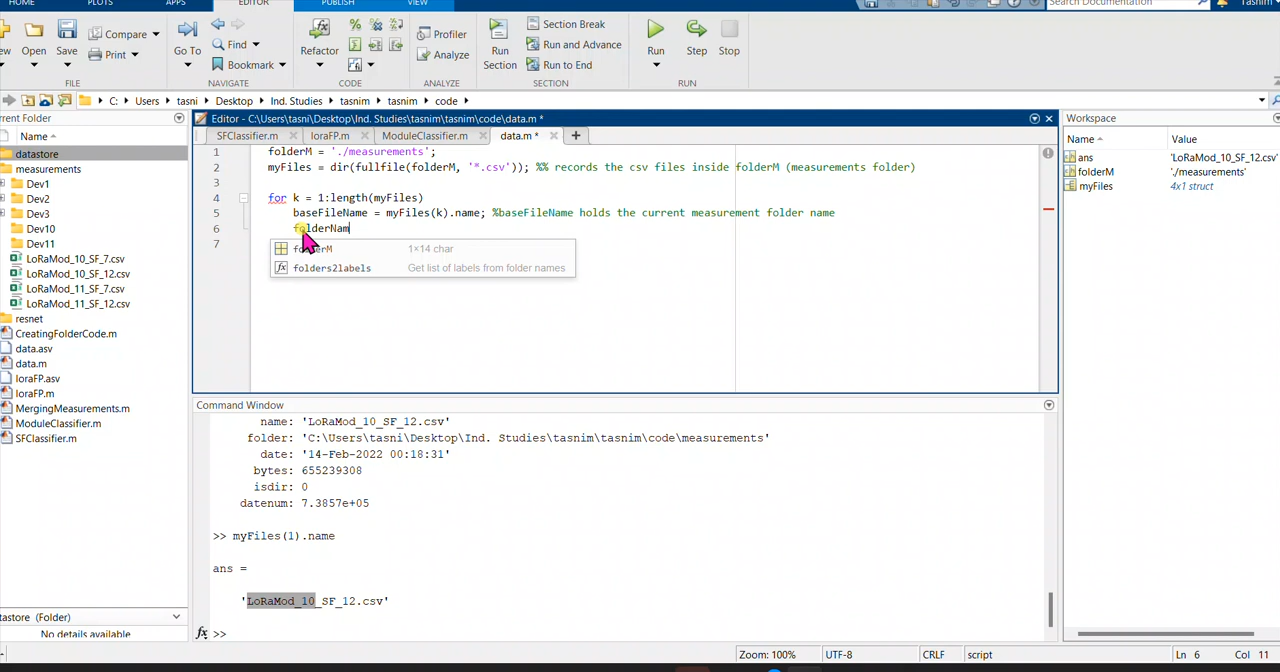 HOME PLOTS APPS EDITOR PUBLISH VIEW Search Documentation Tashim
Open Save Compare Print Go To Find Bookmark Refactor Profiler Analyze Run Section Section Break Run and Advance Run to End Run Step Stop
FILE NAVIGATE CODE ANALYZE SECTION RUN
C: Users tasni Desktop Ind. Studies tasnim tasnim code
Name
datastore
measurements
Dev1
Dev2
Dev3
Dev10
Dev11
LoRaMod_10_SF_7.csv
LoRaMod_10_SF_12.csv
LoRaMod_11_SF_7.csv
LoRaMod_11_SF_12.csv
resnet
CreatingFolderCode.m
data.asv
data.m
loraFP.asv
loraFP.m
MergingMeasurements.m
ModuleClassifier.m
SFClassifier.m
(Folder)
No details available
Editor - C:\Users\tasni\Desktop\Ind. Studies\tasnim\tasnim\code\data.m *
SFClassifier.m loraFP.m ModuleClassifier.m data.m * +
1 folderM = './measurements';
2 myFiles = dir(fullfile(folderM, '*.csv')); %% records the csv files inside folderM (measurements folder)
3
4 for k = 1:length(myFiles)
5 baseFileName = myFiles(k).name; %baseFileName holds the current measurement folder name
6 folderNam
7
folderM 1×14 char
fx folders2labels Get list of labels from folder names
Command Window
name: 'LoRaMod_10_SF_12.csv'
folder: 'C:\Users\tasni\Desktop\Ind. Studies\tasnim\tasnim\code\measurements'
date: '14-Feb-2022 00:18:31'
bytes: 655239308
isdir: 0
datenum: 7.3857e+05
>> myFiles(1).name
ans =
'LoRaMod_10_SF_12.csv'
fx >>
Workspace
Name Value
ans 'LoRaMod_10_SF_12.csv'
folderM './measurements'
myFiles 4x1 struct
Zoom: 100% UTF-8 CRLF script Ln 6 Col 11